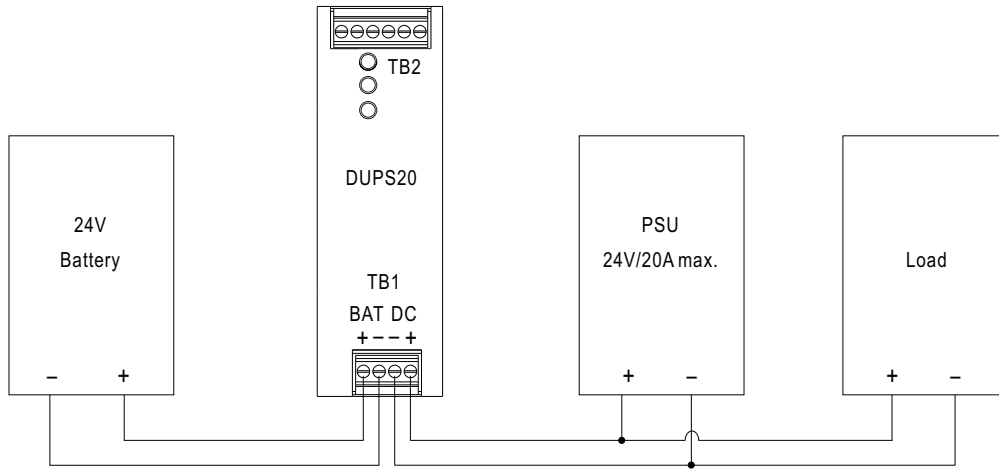 TB2
DUPS20
TB1
BAT DC
+ − − +
24V
Battery
− +
PSU
24V/20A max.
+ −
Load
+ −